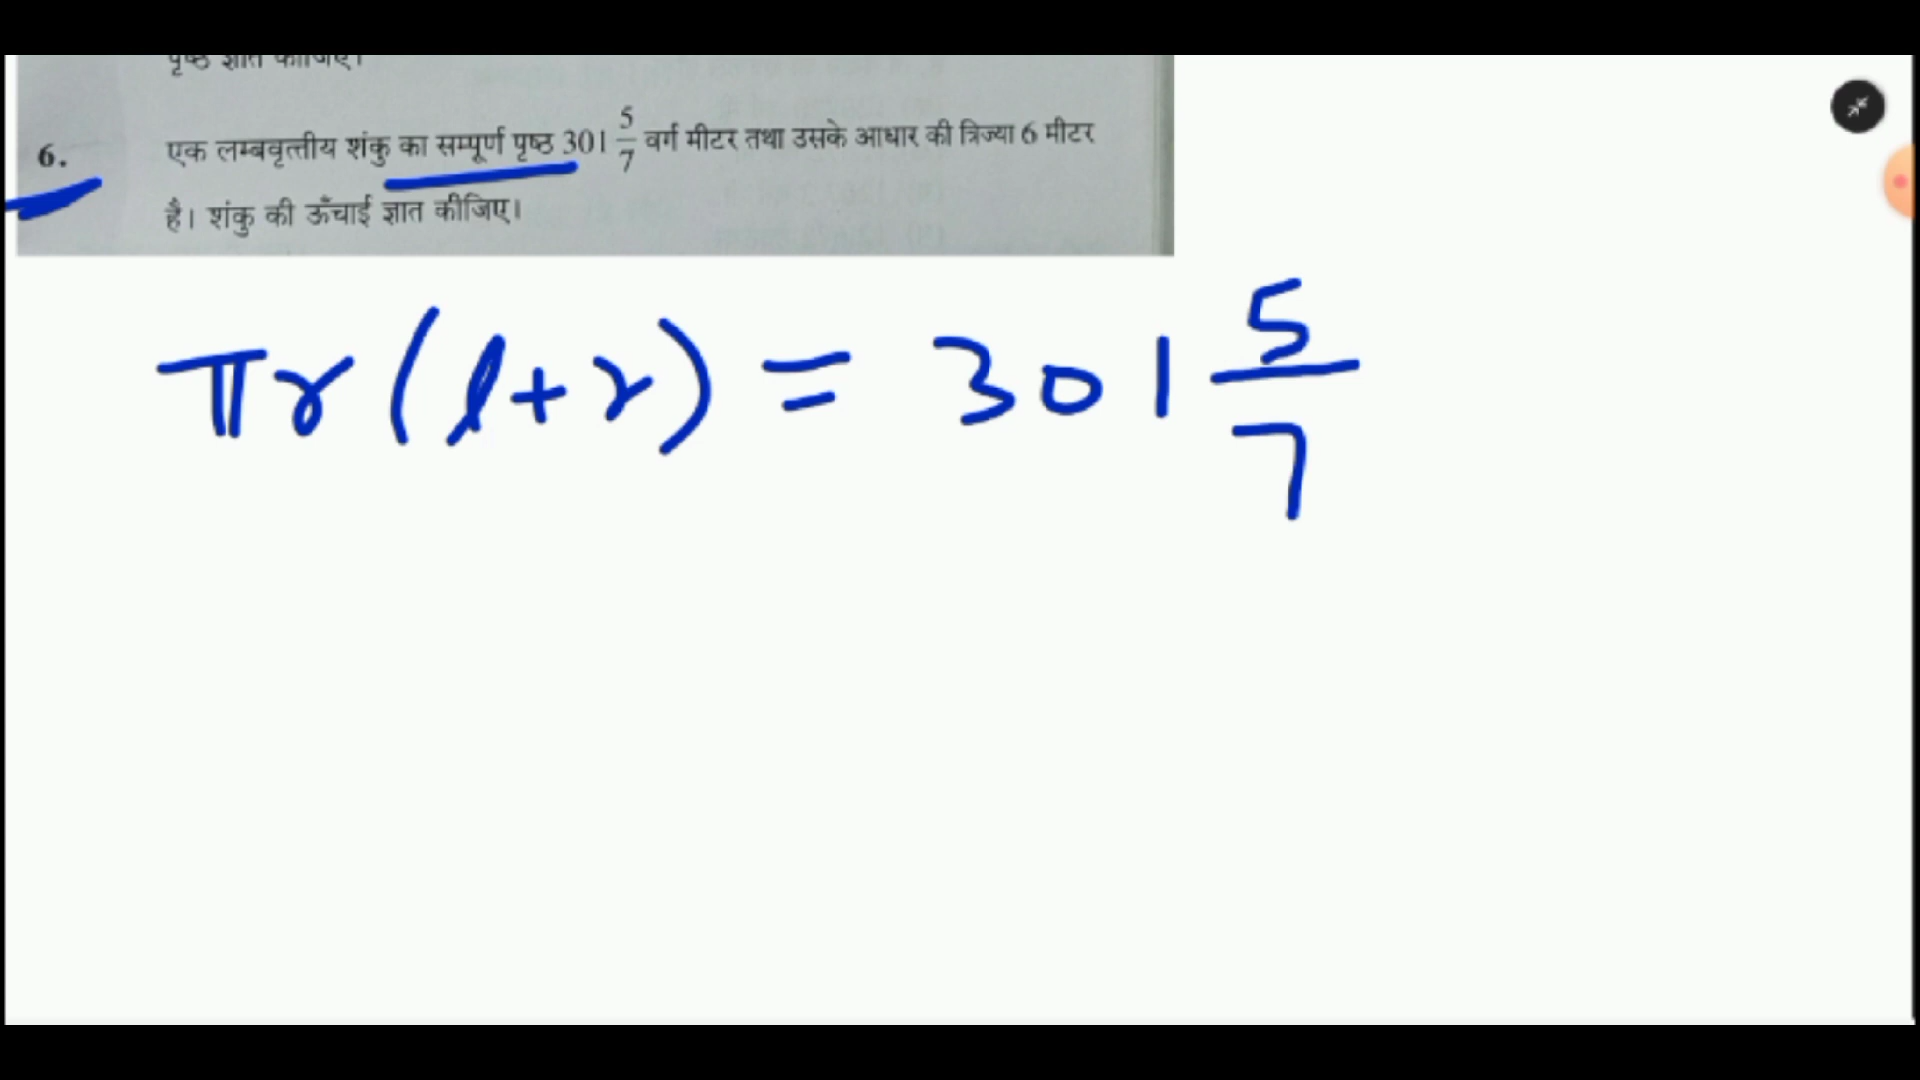 पृष्ठ ज्ञात कीजिए।
6. एक लम्बवृत्तीय शंकु का सम्पूर्ण पृष्ठ 301 5/7 वर्ग मीटर तथा उसके आधार की त्रिज्या 6 मीटर
है। शंकु की ऊँचाई ज्ञात कीजिए।
πr(l+r) = 301 5/7